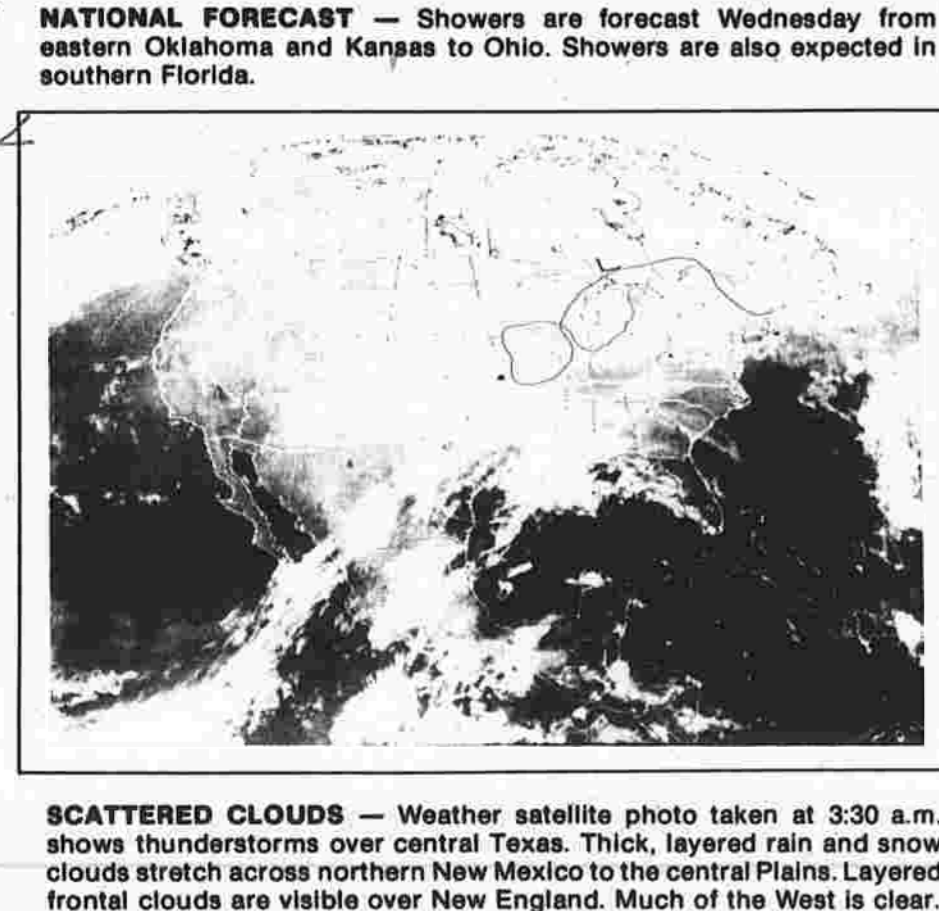 NATIONAL FORECAST — Showers are forecast Wednesday from
eastern Oklahoma and Kansas to Ohio. Showers are also expected in
southern Florida.
SCATTERED CLOUDS — Weather satellite photo taken at 3:30 a.m.
shows thunderstorms over central Texas. Thick, layered rain and snow
clouds stretch across northern New Mexico to the central Plains. Layered
frontal clouds are visible over New England. Much of the West is clear.